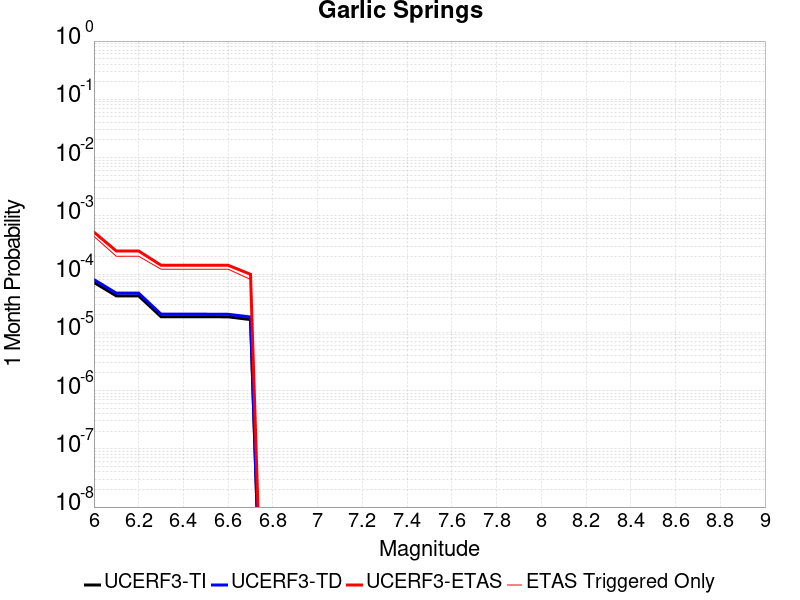 Garlic Springs
10^0
10^-1
10^-2
10^-3
10^-4
10^-5
10^-6
10^-7
10^-8
1 Month Probability
6 6.2 6.4 6.6 6.8 7 7.2 7.4 7.6 7.8 8 8.2 8.4 8.6 8.8 9
Magnitude
UCERF3-TI UCERF3-TD UCERF3-ETAS ETAS Triggered Only